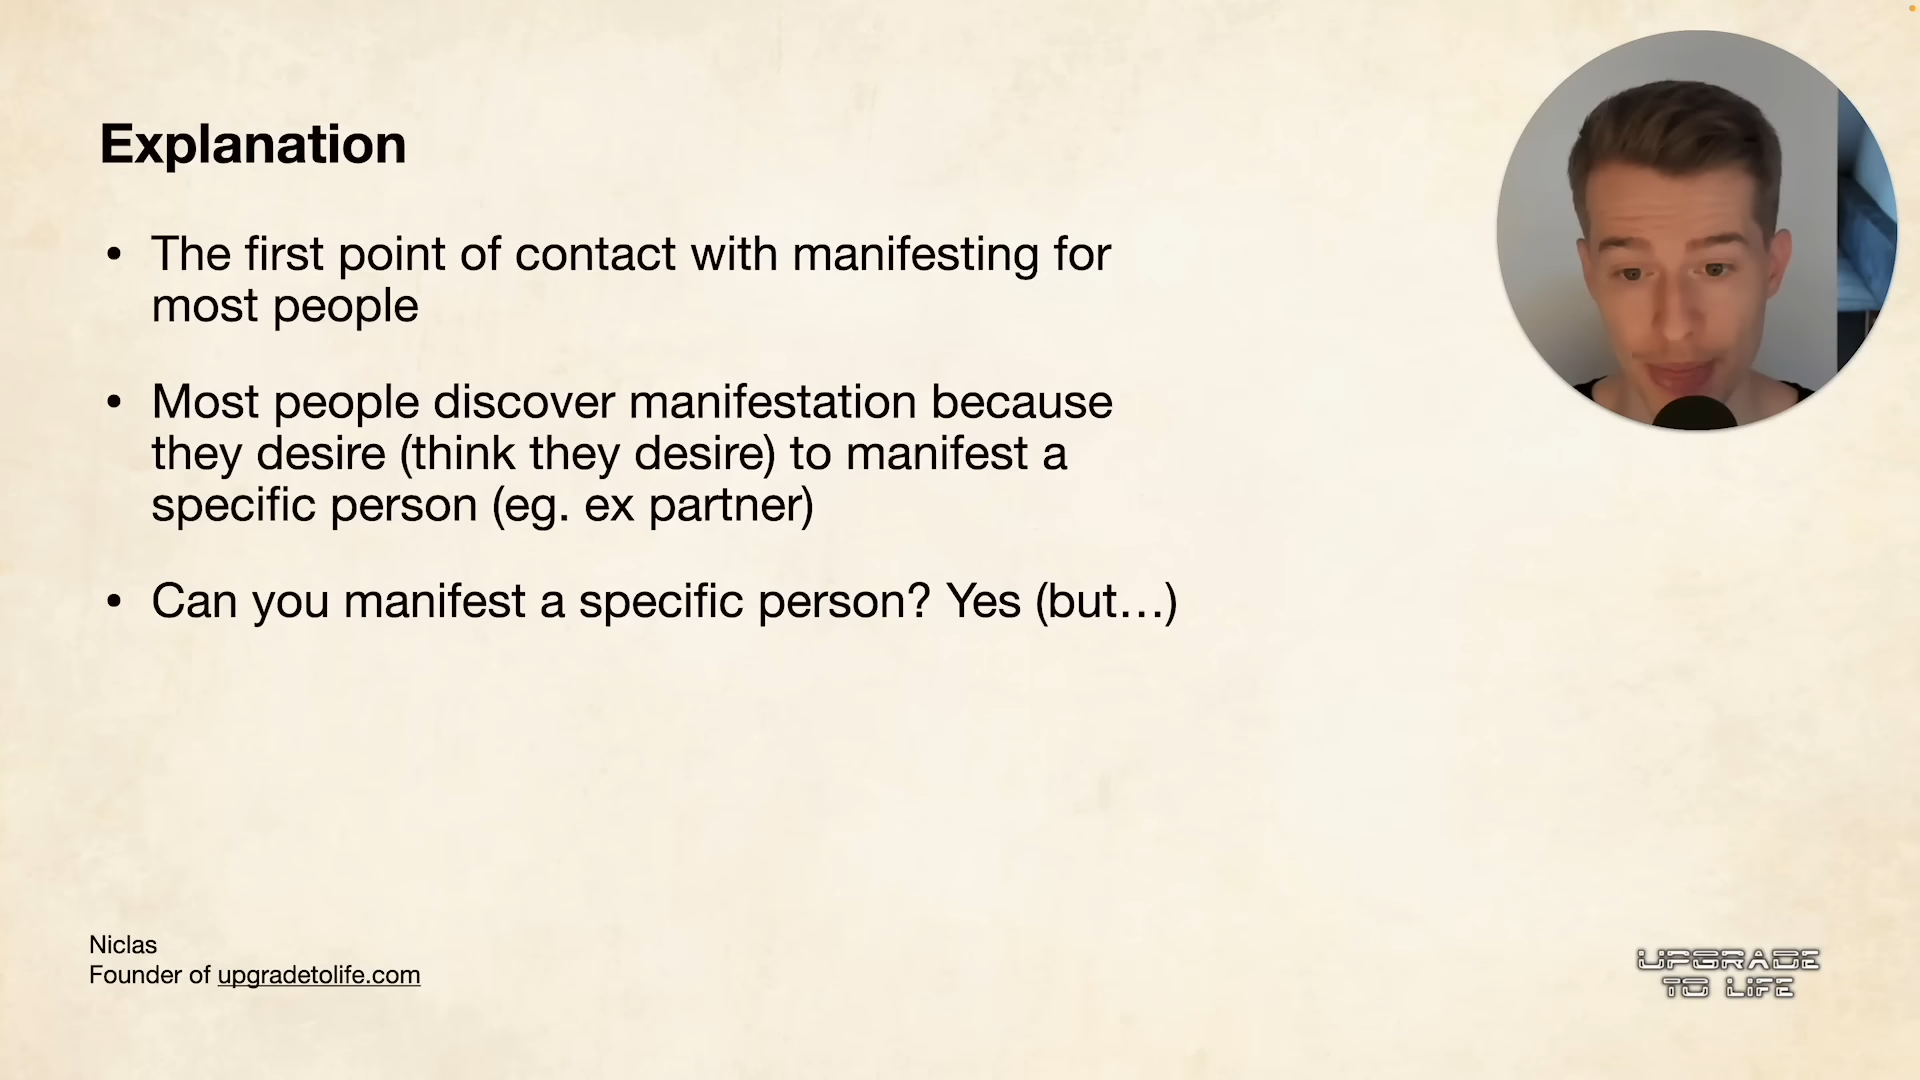 Explanation
• The first point of contact with manifesting for
most people
• Most people discover manifestation because
they desire (think they desire) to manifest a
specific person (eg. ex partner)
• Can you manifest a specific person? Yes (but…)
Niclas
Founder of upgradetolife.com
UPGRADE
TO LIFE